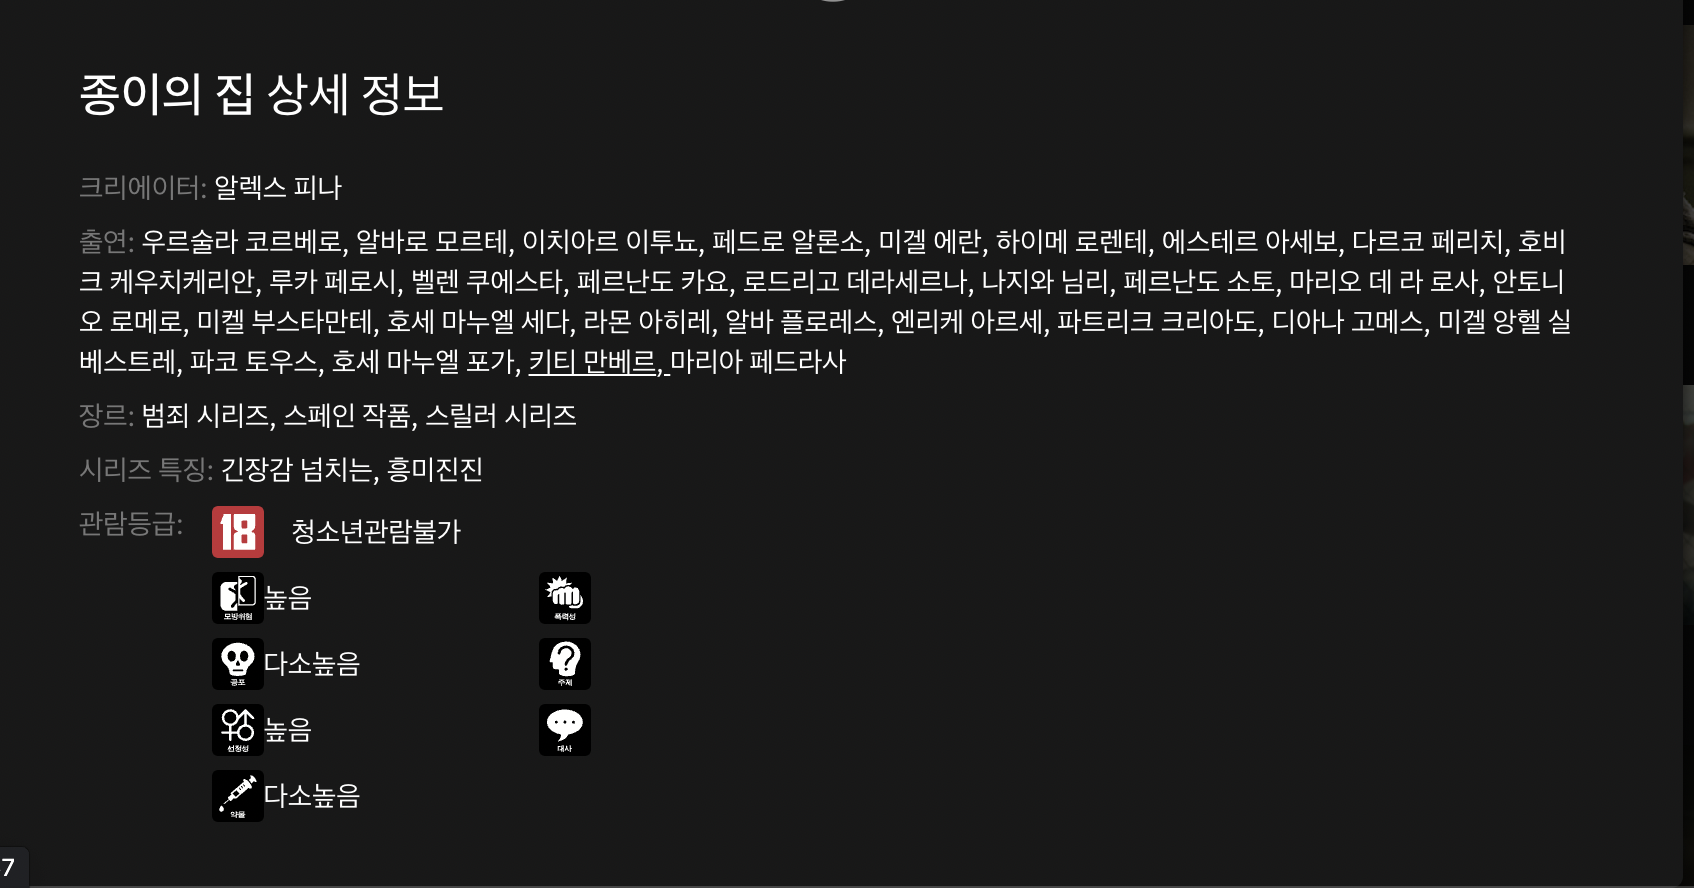 종이의 집 상세 정보
크리에이터: 알렉스 피나
출연: 우르술라 코르베로, 알바로 모르테, 이치아르 이투뇨, 페드로 알론소, 미겔 에란, 하이메 로렌테, 에스테르 아세보, 다르코 페리치, 호비
크 케우치케리안, 루카 페로시, 벨렌 쿠에스타, 페르난도 카요, 로드리고 데라세르나, 나지와 님리, 페르난도 소토, 마리오 데 라 로사, 안토니
오 로메로, 미켈 부스타만테, 호세 마누엘 세다, 라몬 아히레, 알바 플로레스, 엔리케 아르세, 파트리크 크리아도, 디아나 고메스, 미겔 앙헬 실
베스트레, 파코 토우스, 호세 마누엘 포가, 키티 만베르, 마리아 페드라사
장르: 범죄 시리즈, 스페인 작품, 스릴러 시리즈
시리즈 특징: 긴장감 넘치는, 흥미진진
관람등급: 18 청소년관람불가
모방위험 높음 폭력성
공포 다소높음 주제
선정성 높음 대사
약물 다소높음
7